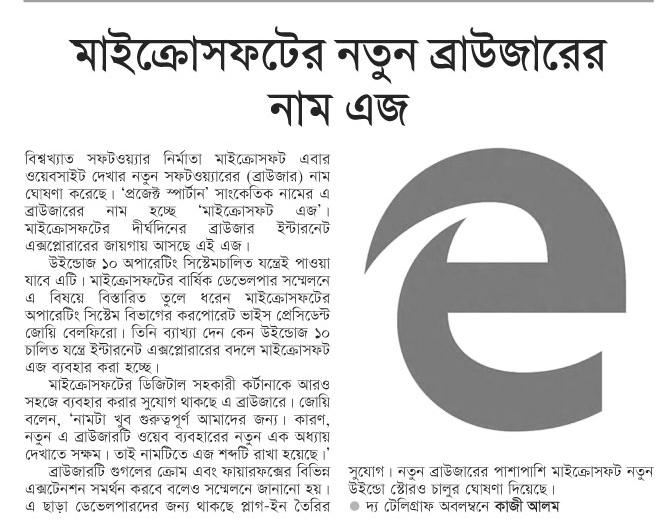 মাইক্রোসফটের নতুন ব্রাউজারের
নাম এজ
বিশ্বখ্যাত সফটওয়্যার নির্মাতা মাইক্রোসফট এবার
ওয়েবসাইট দেখার নতুন সফটওয়্যারের (ব্রাউজার) নাম
ঘোষণা করেছে। ‘প্রজেক্ট স্পার্টান’ সাংকেতিক নামের এ
ব্রাউজারের নাম হচ্ছে ‘মাইক্রোসফট এজ’।
মাইক্রোসফটের দীর্ঘদিনের ব্রাউজার ইন্টারনেট
এক্সপ্লোরারের জায়গায় আসছে এই এজ।
উইন্ডোজ ১০ অপারেটিং সিস্টেমচালিত যন্ত্রেই পাওয়া
যাবে এটি। মাইক্রোসফটের বার্ষিক ডেভেলপার সম্মেলনে
এ বিষয়ে বিস্তারিত তুলে ধরেন মাইক্রোসফটের
অপারেটিং সিস্টেম বিভাগের করপোরেট ভাইস প্রেসিডেন্ট
জোয়ি বেলফিরো। তিনি ব্যাখ্যা দেন কেন উইন্ডোজ ১০
চালিত যন্ত্রে ইন্টারনেট এক্সপ্লোরারের বদলে মাইক্রোসফট
এজ ব্যবহার করা হচ্ছে।
মাইক্রোসফটের ডিজিটাল সহকারী কর্টানাকে আরও
সহজে ব্যবহার করার সুযোগ থাকছে এ ব্রাউজারে। জোয়ি
বলেন, ‘নামটা খুব গুরুত্বপূর্ণ আমাদের জন্য। কারণ,
নতুন এ ব্রাউজারটি ওয়েব ব্যবহারের নতুন এক অধ্যায়
দেখাতে সক্ষম। তাই নামটিতে এজ শব্দটি রাখা হয়েছে।’
ব্রাউজারটি গুগলের ক্রোম এবং ফায়ারফক্সের বিভিন্ন
এক্সটেনশন সমর্থন করবে বলেও সম্মেলনে জানানো হয়।
এ ছাড়া ডেভেলপারদের জন্য থাকছে প্লাগ-ইন তৈরির
সুযোগ। নতুন ব্রাউজারের পাশাপাশি মাইক্রোসফট নতুন
উইন্ডো স্টোরও চালুর ঘোষণা দিয়েছে।
● দ্য টেলিগ্রাফ অবলম্বনে কাজী আলম